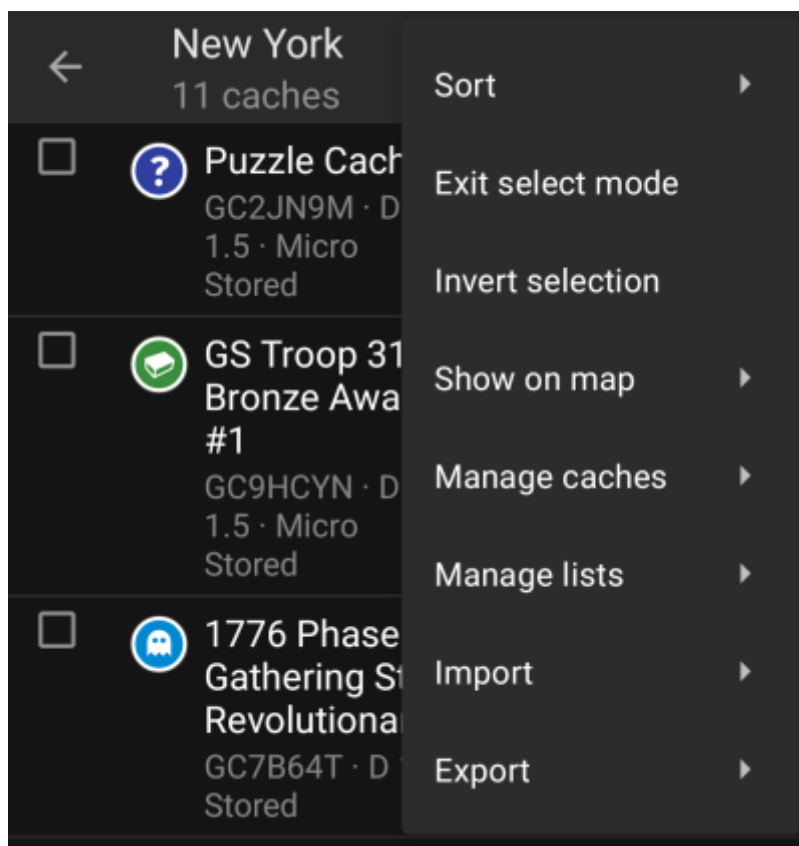 New York
11 caches
Puzzle Cach
GC2JN9M · D
1.5 · Micro
Stored
GS Troop 31
Bronze Awa
#1
GC9HCYN · D
1.5 · Micro
Stored
1776 Phase
Gathering St
Revolutiona
GC7B64T · D
Stored
Sort
Exit select mode
Invert selection
Show on map
Manage caches
Manage lists
Import
Export